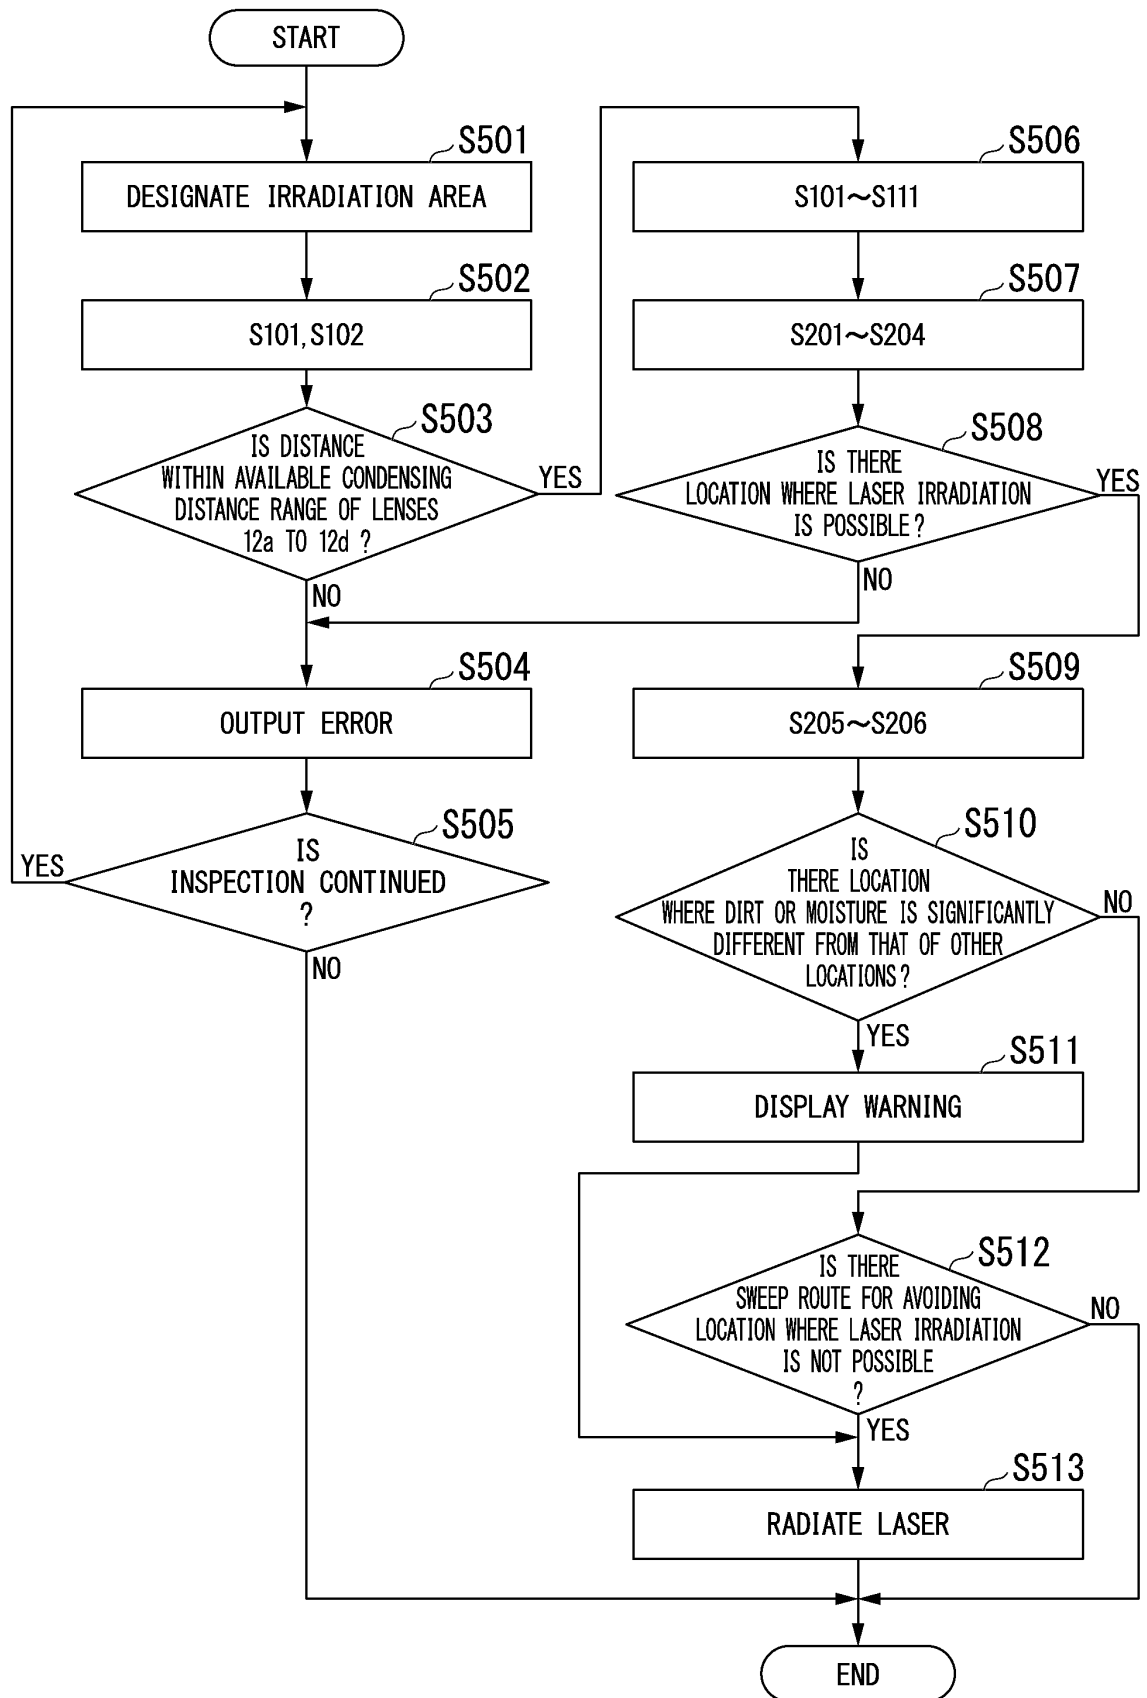 START
S501
DESIGNATE IRRADIATION AREA
S502
S101,S102
S503
IS DISTANCE
WITHIN AVAILABLE CONDENSING
DISTANCE RANGE OF LENSES
12a TO 12d ?
YES
NO
S504
OUTPUT ERROR
S505
IS
INSPECTION CONTINUED
?
YES
NO
S506
S101～S111
S507
S201～S204
S508
IS THERE
LOCATION WHERE LASER IRRADIATION
IS POSSIBLE?
YES
NO
S509
S205～S206
S510
IS
THERE LOCATION
WHERE DIRT OR MOISTURE IS SIGNIFICANTLY
DIFFERENT FROM THAT OF OTHER
LOCATIONS?
NO
YES
S511
DISPLAY WARNING
S512
IS THERE
SWEEP ROUTE FOR AVOIDING
LOCATION WHERE LASER IRRADIATION
IS NOT POSSIBLE
?
NO
YES
S513
RADIATE LASER
END